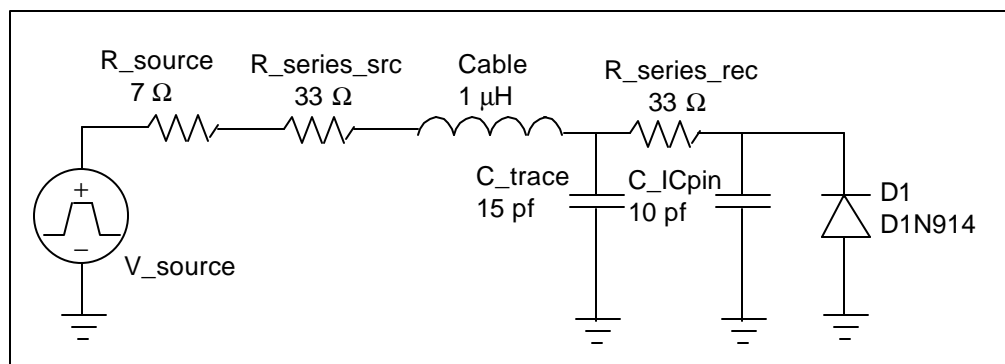 R_source
7 Ω
R_series_src
33 Ω
Cable
1 μH
R_series_rec
33 Ω
C_trace
15 pf
C_ICpin
10 pf
D1
D1N914
+
−
V_source